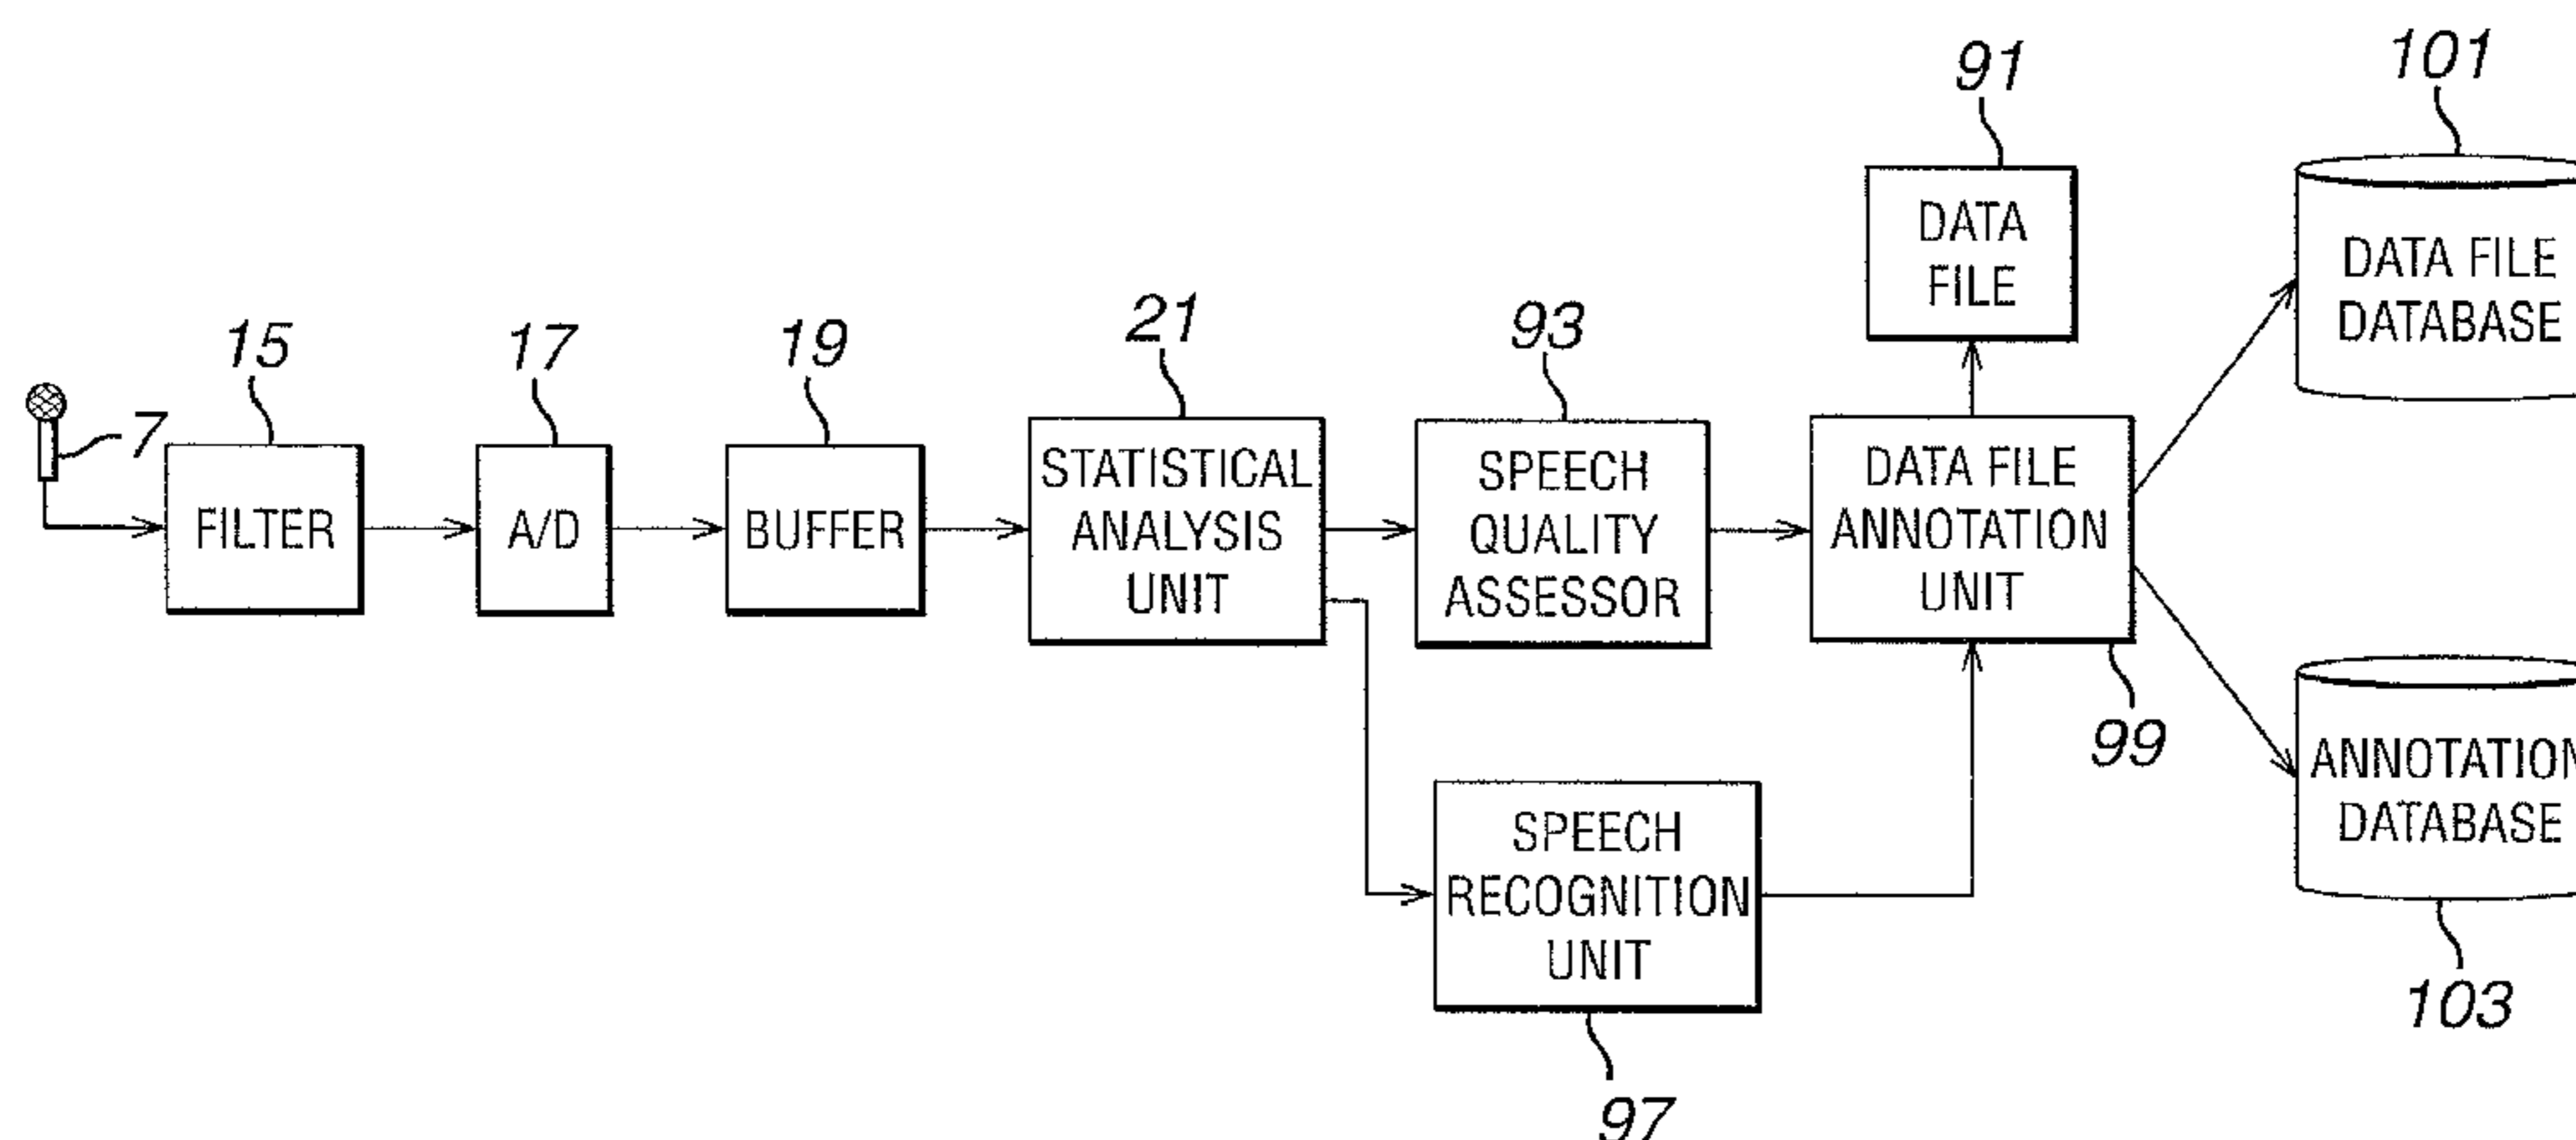 101
91
DATA
FILE
DATA FILE
DATABASE
21
93
15
17
19
7
FILTER
A/D
BUFFER
STATISTICAL
ANALYSIS
UNIT
SPEECH
QUALITY
ASSESSOR
DATA FILE
ANNOTATION
UNIT
99
SPEECH
RECOGNITION
UNIT
97
ANNOTATION
DATABASE
103